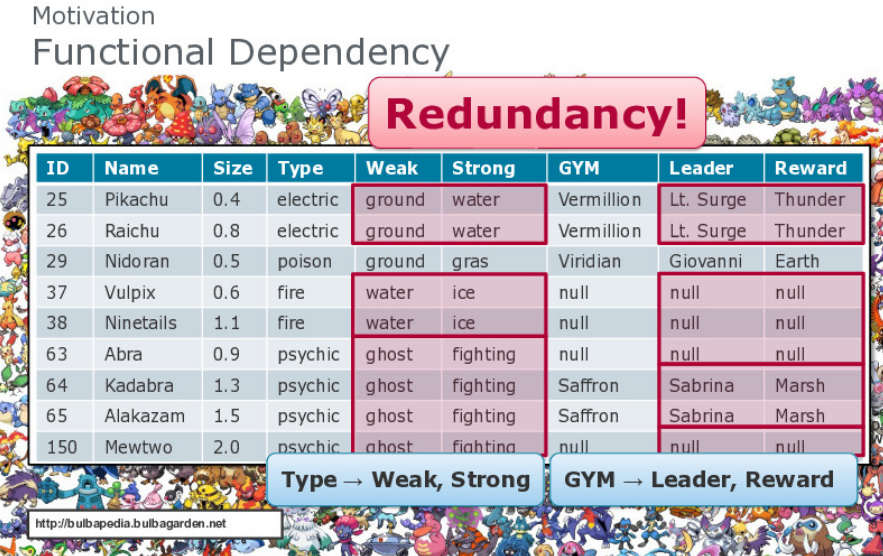 Motivation
Functional Dependency
Redundancy!
ID Name Size Type Weak Strong GYM Leader Reward
25 Pikachu 0.4 electric ground water Vermillion Lt. Surge Thunder
26 Raichu 0.8 electric ground water Vermillion Lt. Surge Thunder
29 Nidoran 0.5 poison ground gras Viridian Giovanni Earth
37 Vulpix 0.6 fire water ice null null null
38 Ninetails 1.1 fire water ice null null null
63 Abra 0.9 psychic ghost fighting null null null
64 Kadabra 1.3 psychic ghost fighting Saffron Sabrina Marsh
65 Alakazam 1.5 psychic ghost fighting Saffron Sabrina Marsh
150 Mewtwo 2.0 psychic ghost fighting null null null
Type → Weak, Strong GYM → Leader, Reward
http://bulbapedia.bulbagarden.net